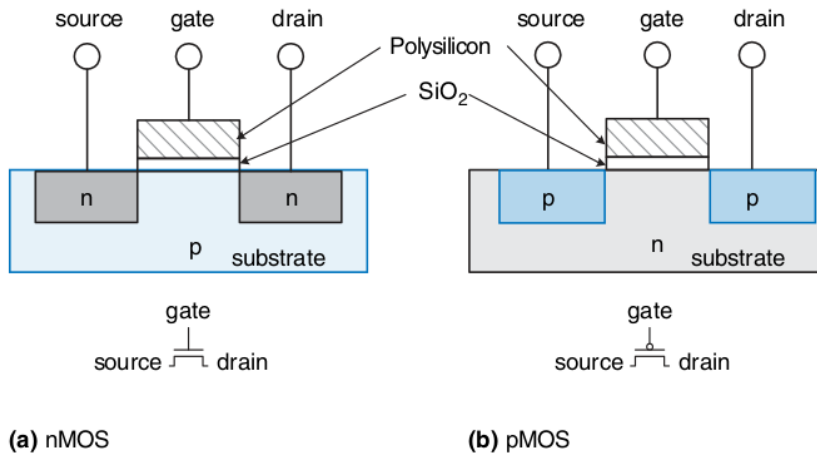 source gate drain
Polysilicon
SiO2
n n
p
substrate
gate
source drain
(a) nMOS
source gate drain
p p
n
substrate
gate
source drain
(b) pMOS